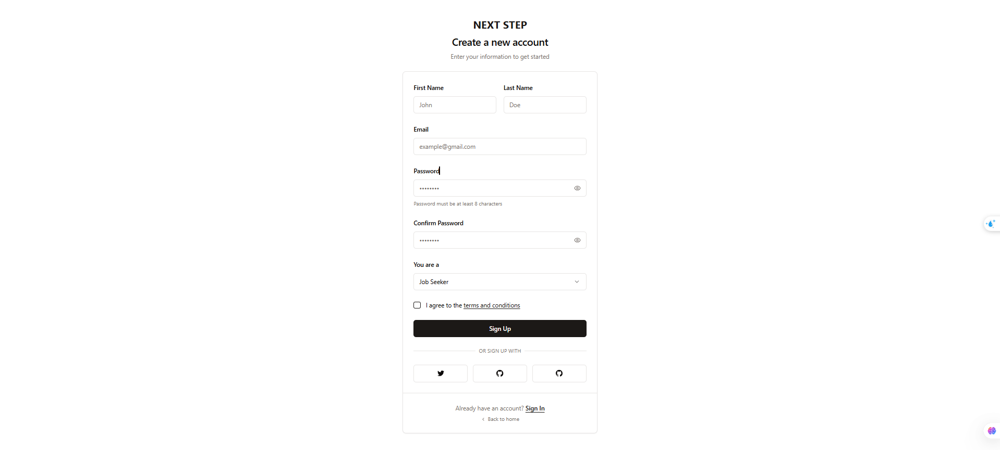 NEXT STEP
Create a new account
Enter your information to get started
First Name
Last Name
John
Doe
Email
example@gmail.com
Password
••••••••
Password must be at least 8 characters
Confirm Password
••••••••
You are a
Job Seeker
I agree to the terms and conditions
Sign Up
OR SIGN UP WITH
Already have an account? Sign In
Back to home